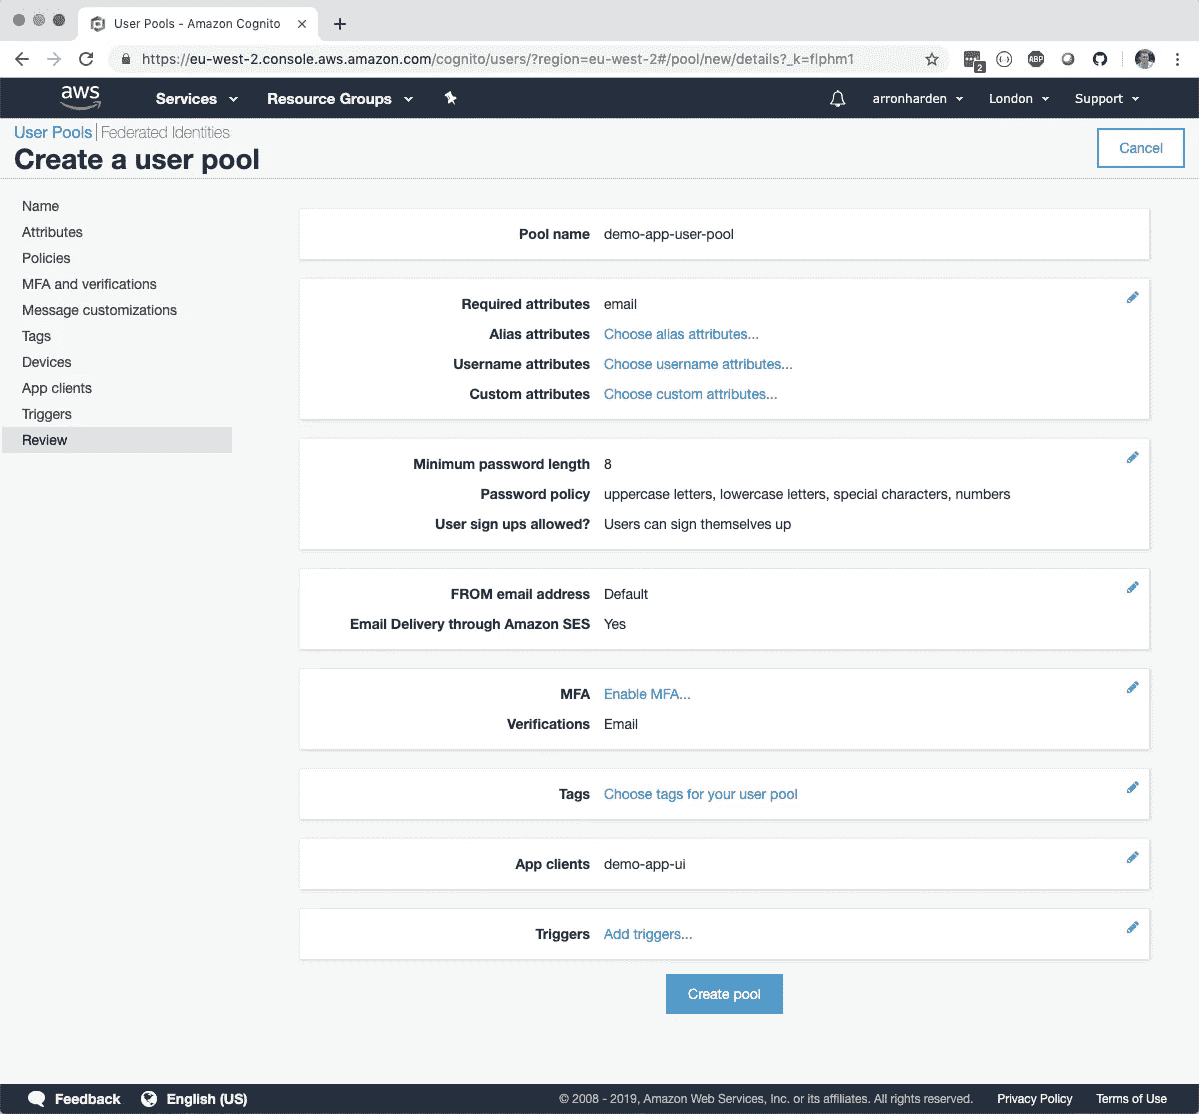 User Pools - Amazon Cognito
https://eu-west-2.console.aws.amazon.com/cognito/users/?region=eu-west-2#/pool/new/details?_k=flphm1
2
ABP
aws
Services
Resource Groups
arronharden
London
Support
User Pools | Federated Identities
Create a user pool
Cancel
Name
Attributes
Policies
MFA and verifications
Message customizations
Tags
Devices
App clients
Triggers
Review
Pool name demo-app-user-pool
Required attributes email
Alias attributes Choose alias attributes...
Username attributes Choose username attributes...
Custom attributes Choose custom attributes...
Minimum password length 8
Password policy uppercase letters, lowercase letters, special characters, numbers
User sign ups allowed? Users can sign themselves up
FROM email address Default
Email Delivery through Amazon SES Yes
MFA Enable MFA...
Verifications Email
Tags Choose tags for your user pool
App clients demo-app-ui
Triggers Add triggers...
Create pool
Feedback
English (US)
© 2008 - 2019, Amazon Web Services, Inc. or its affiliates. All rights reserved.
Privacy Policy
Terms of Use